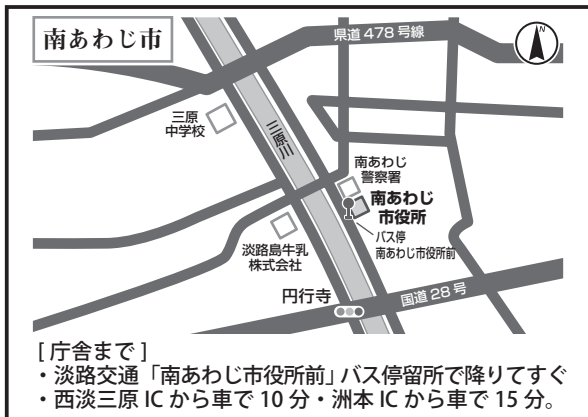 南あわじ市
県道478号線
N
三原
中学校
三原川
南あわじ
警察署
南あわじ
市役所
バス停
南あわじ市役所前
淡路島牛乳
株式会社
円行寺
国道28号
[庁舎まで]
・淡路交通「南あわじ市役所前」バス停留所で降りてすぐ
・西淡三原 IC から車で 10 分・洲本 IC から車で 15 分。